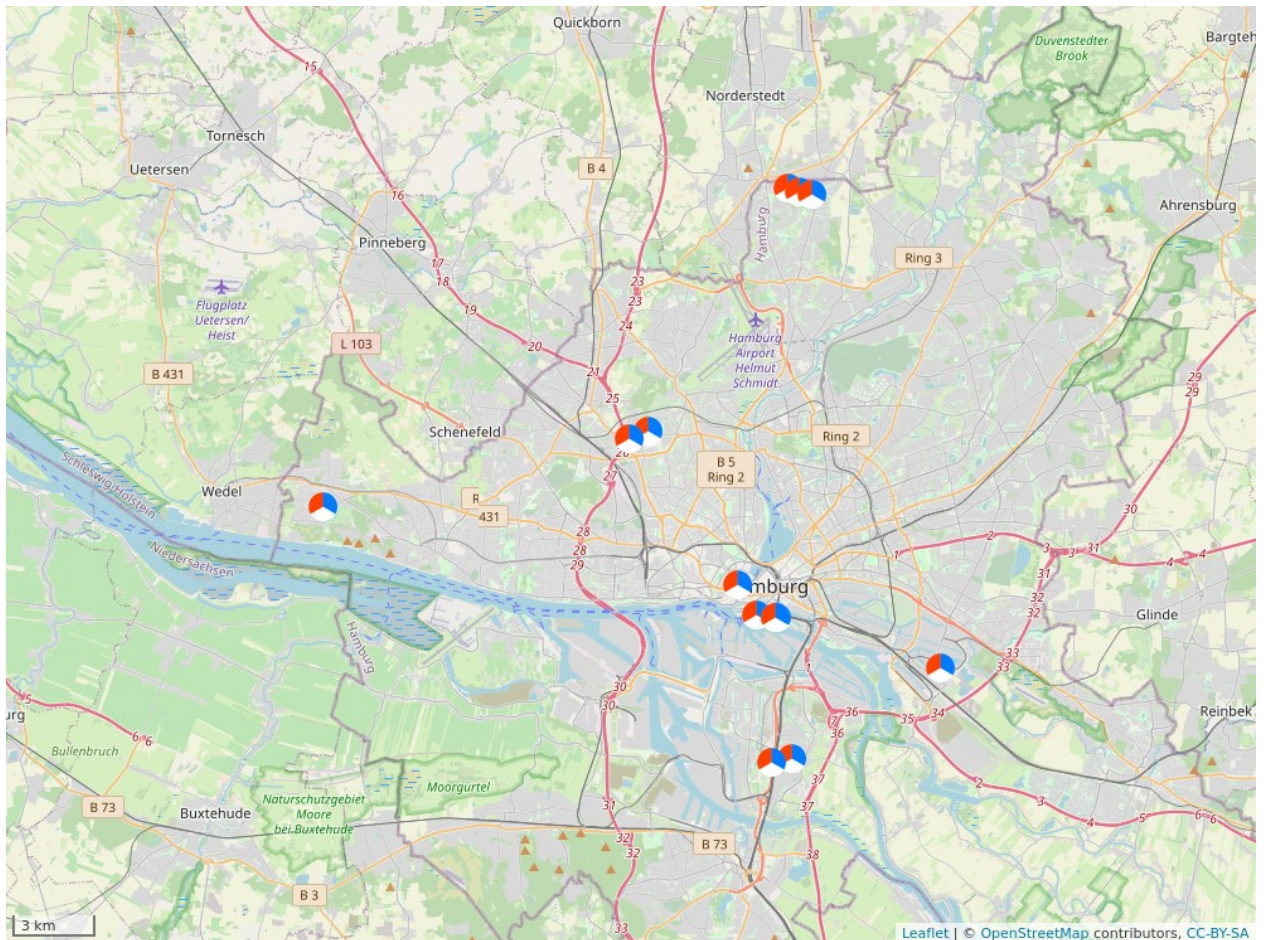 Quickborn
Bargteh
Duvenstedter
Brook
15
Norderstedt
Tornesch
B 4
Uetersen
16
Ahrensburg
Hamburg
Pinneberg
Ring 3
17
18
23
23
Flugplatz
Uetersen/
Heist
19
24
Hamburg
Airport
Helmut
Schmidt
L 103
20
21
B 431
29
29
25
Schenefeld
Ring 2
26
B 5
Ring 2
27
Schleswig-Holstein
Wedel
R
431
30
28
28
29
Niedersachsen
1
2
3
31
4
4
31
32
32
mburg
Glinde
Hamburg
33
33
1
30
30
5
urg
6
6
36
7
36
35
34
Reinbek
Bullenbruch
37
37
2
3
4
5
6
6
Moorgürtel
B 73
Buxtehude
Naturschutzgebiet
Moore
bei Buxtehude
31
32
32
B 73
38
B 3
3 km
33
Leaflet | © OpenStreetMap contributors, CC-BY-SA